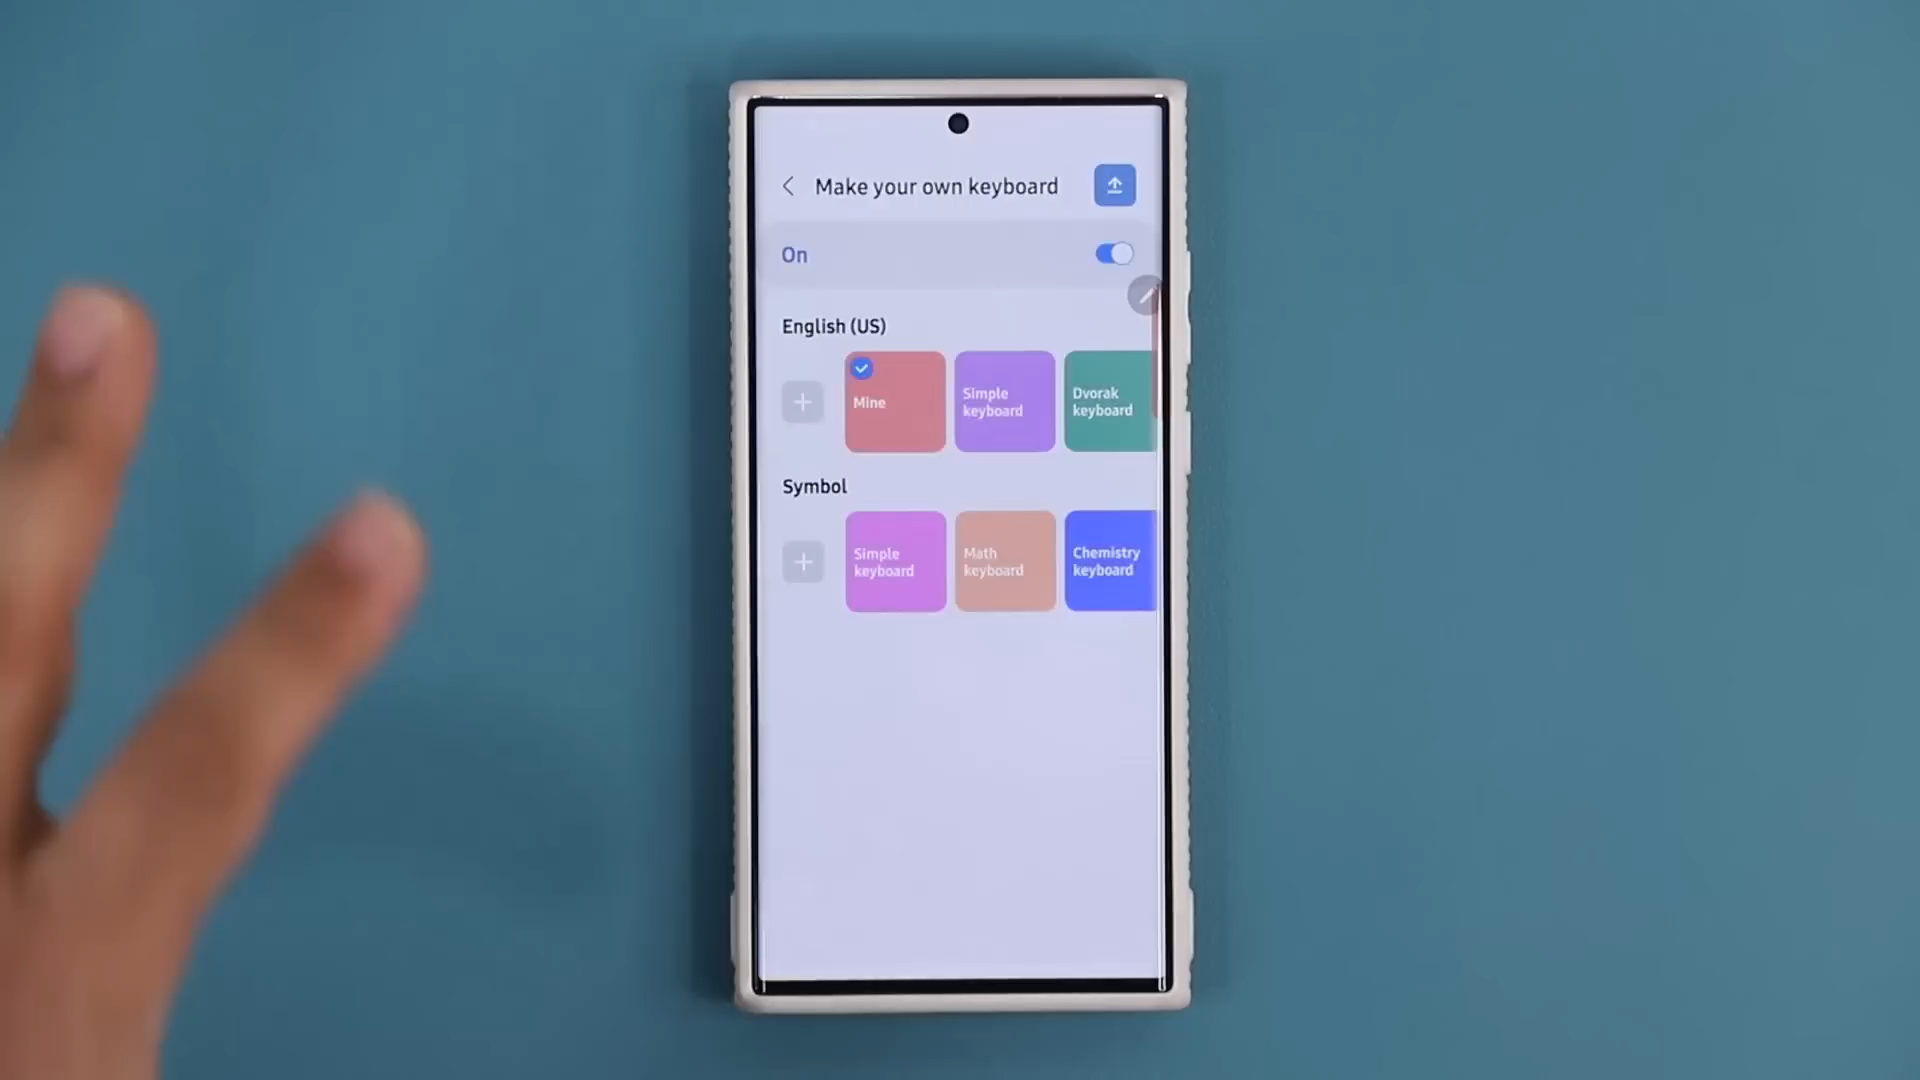 Make your own keyboard
On
English (US)
Mine
Simple
keyboard
Dvorak
keyboard
Symbol
Simple
keyboard
Math
keyboard
Chemistry
keyboard